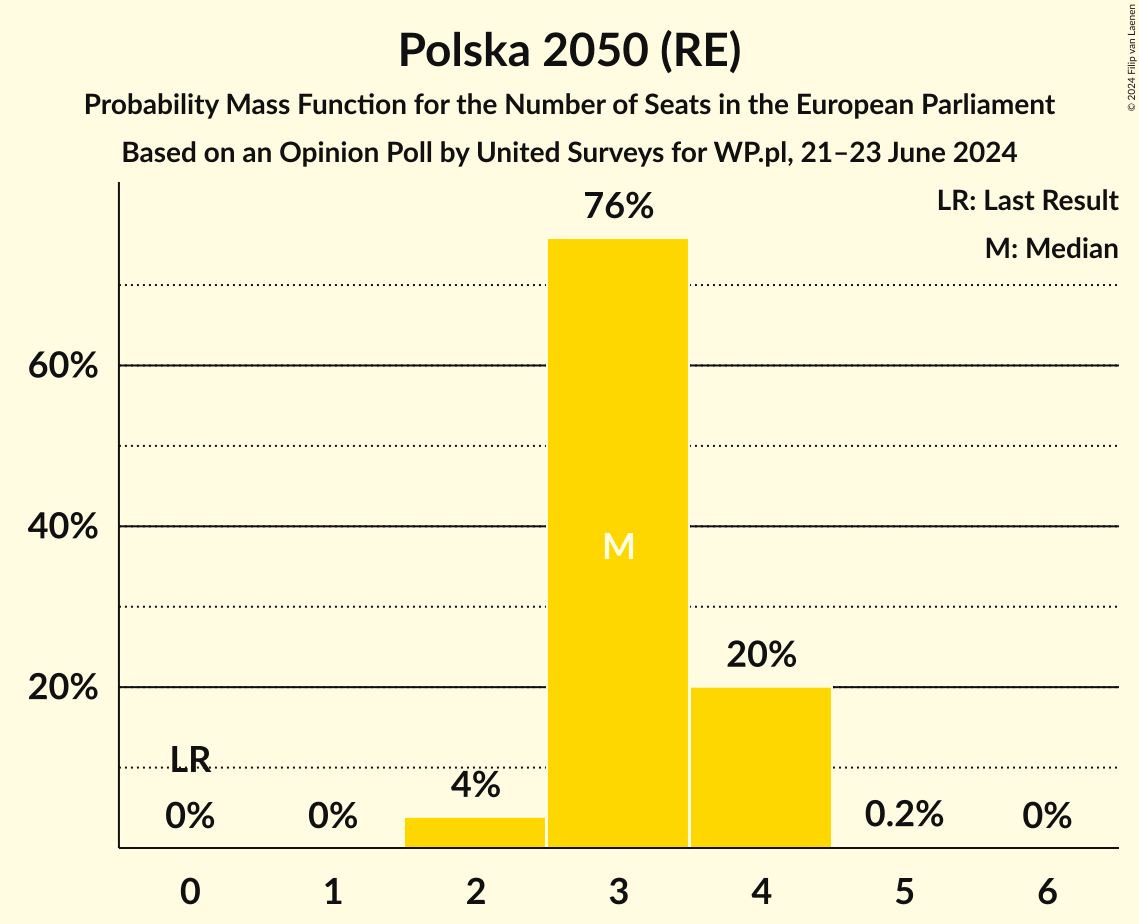 Polska 2050 (RE)
Probability Mass Function for the Number of Seats in the European Parliament
Based on an Opinion Poll by United Surveys for WP.pl, 21–23 June 2024
© 2024 Filip van Laenen
LR: Last Result
M: Median
76%
60%
40%
M
20%
20%
LR
4%
0%
0%
0.2%
0%
0
1
2
3
4
5
6